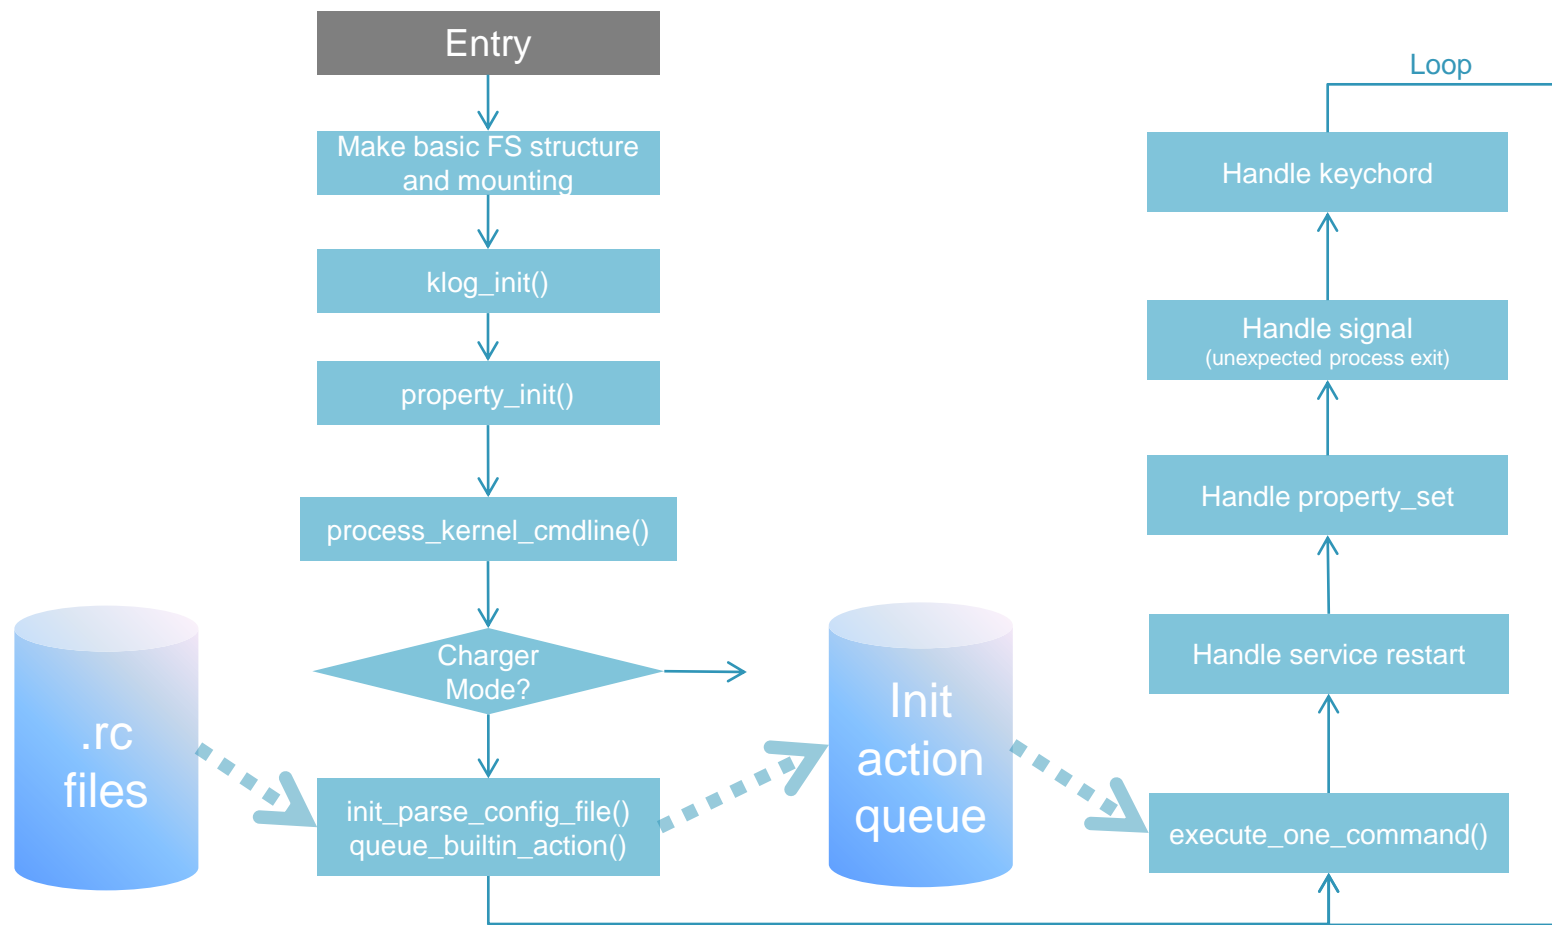 Entry
Make basic FS structure
and mounting
klog_init()
property_init()
process_kernel_cmdline()
Charger
Mode?
.rc
files
init_parse_config_file()
queue_builtin_action()
Init
action
queue
Loop
Handle keychord
Handle signal
(unexpected process exit)
Handle property_set
Handle service restart
execute_one_command()